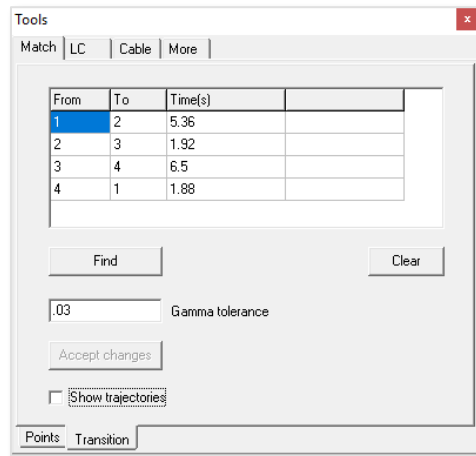 Tools x
Match LC Cable More
From To Time(s)
1 2 5.36
2 3 1.92
3 4 6.5
4 1 1.88
Find Clear
.03 Gamma tolerance
Accept changes
Show trajectories
Points Transition